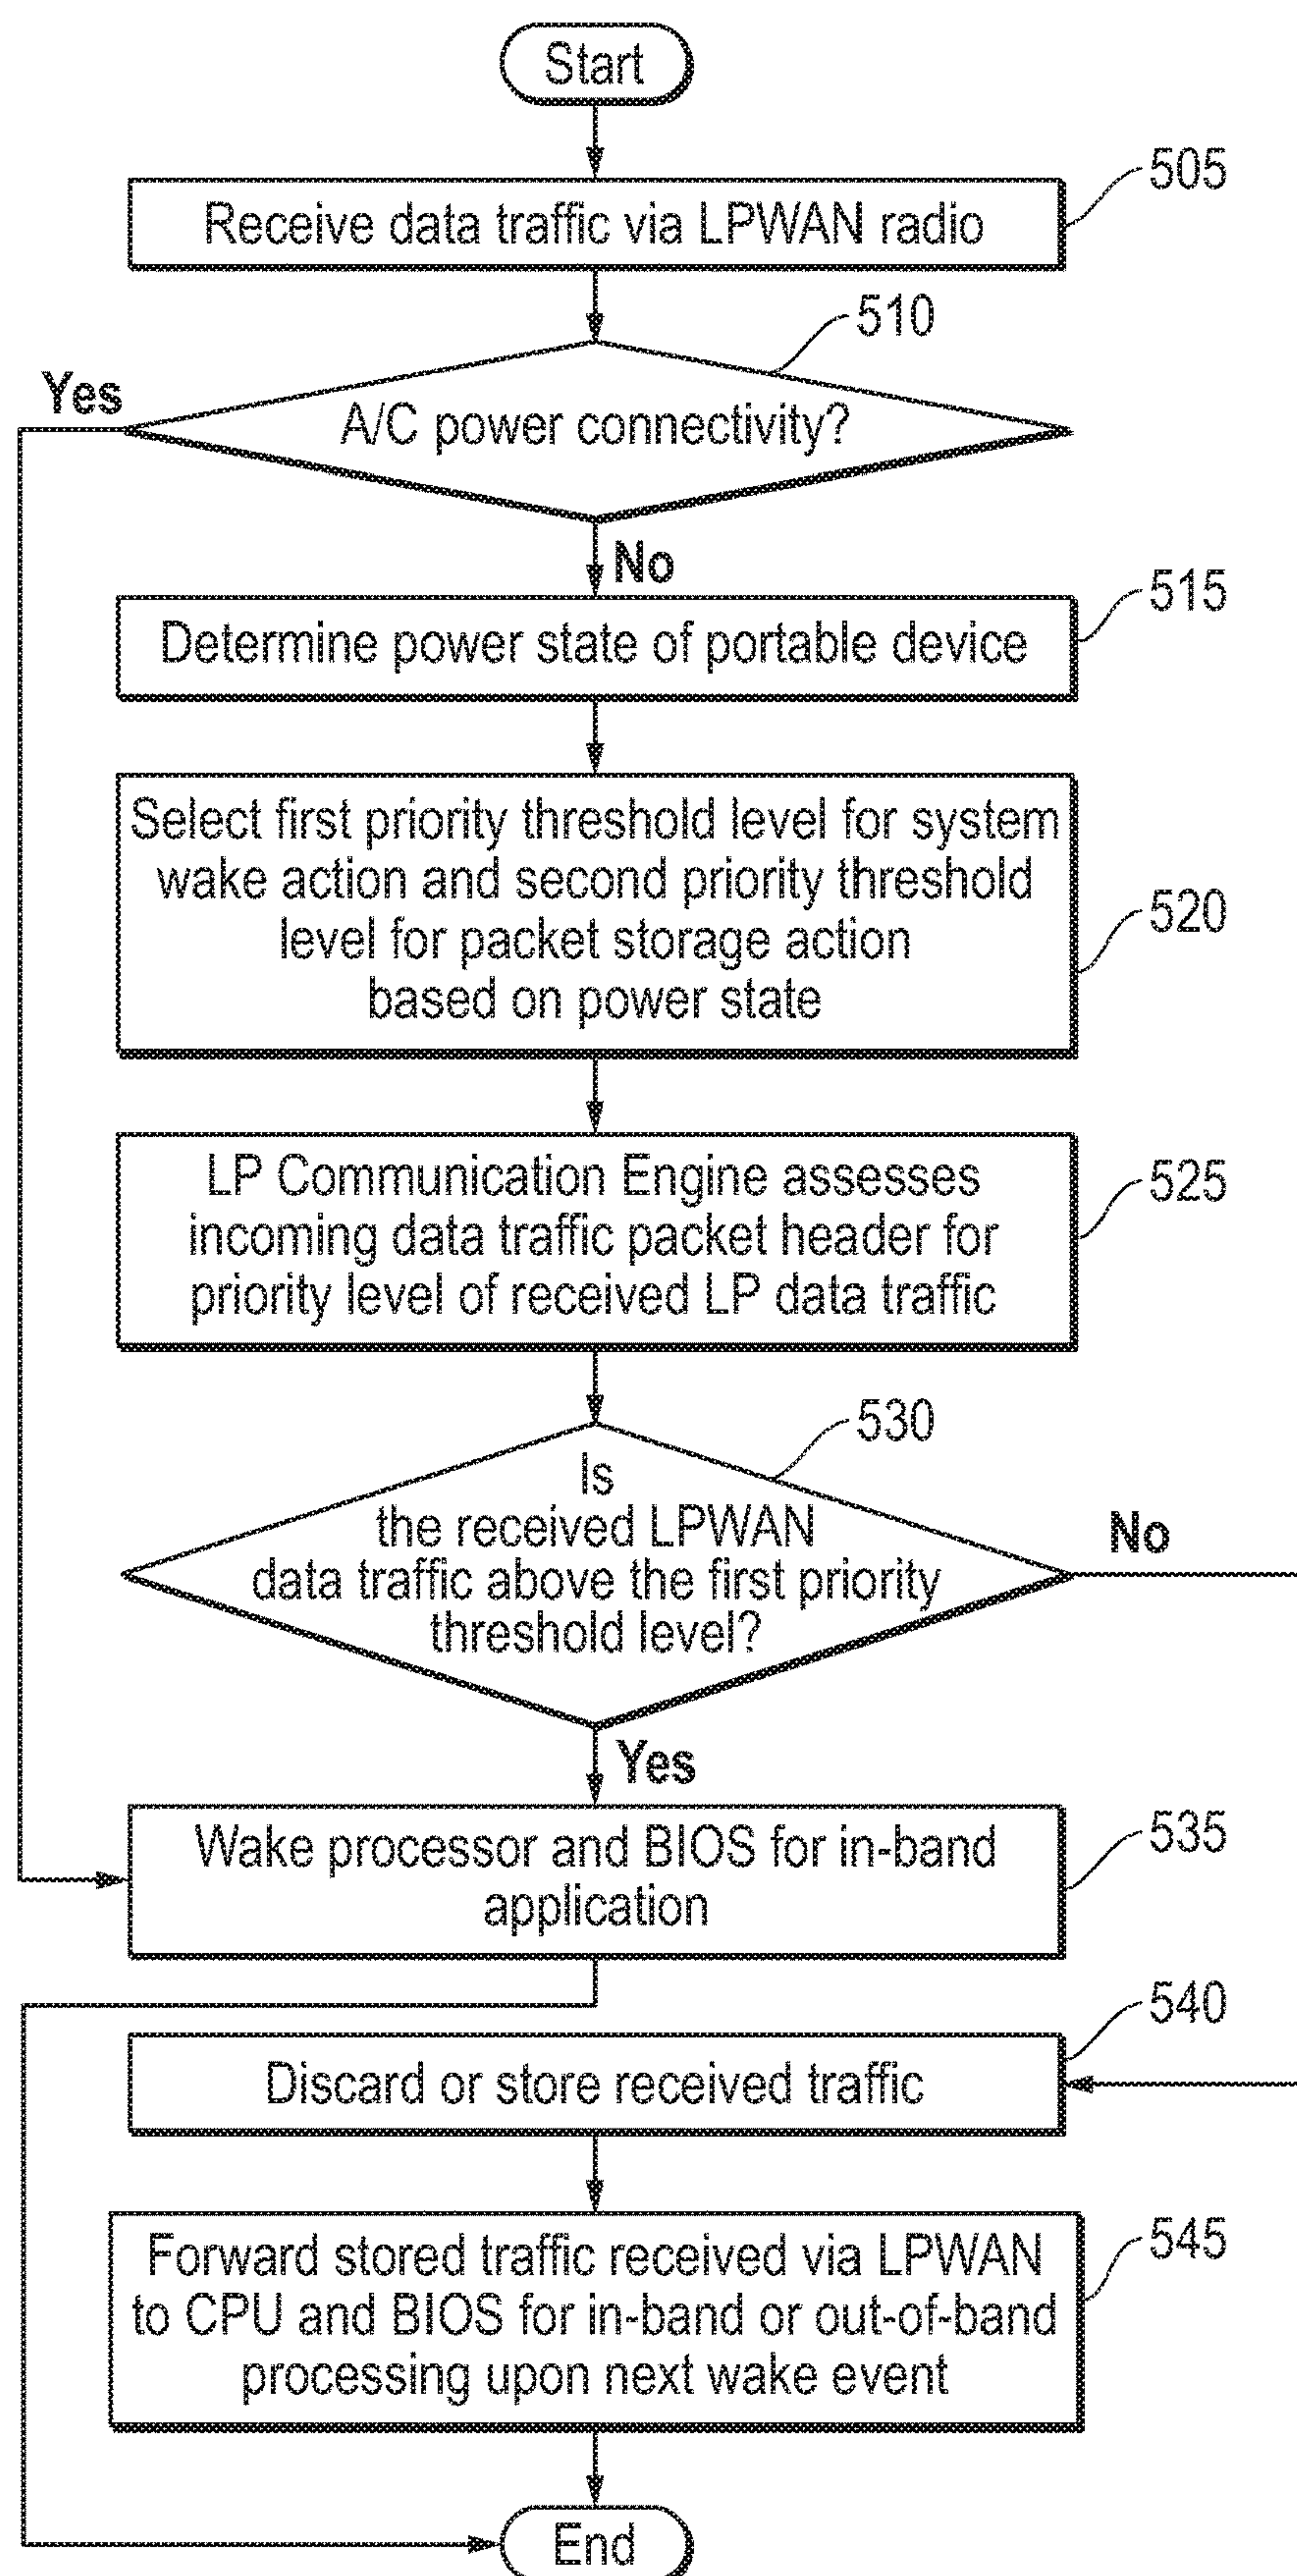 Start
505
Receive data traffic via LPWAN radio
510
Yes
A/C power connectivity?
No
515
Determine power state of portable device
Select first priority threshold level for system
wake action and second priority threshold
level for packet storage action
based on power state
520
LP Communication Engine assesses
incoming data traffic packet header for
priority level of received LP data traffic
525
530
Is
the received LPWAN
data traffic above the first priority
threshold level?
No
Yes
Wake processor and BIOS for in-band
application
535
540
Discard or store received traffic
Forward stored traffic received via LPWAN
to CPU and BIOS for in-band or out-of-band
processing upon next wake event
545
End